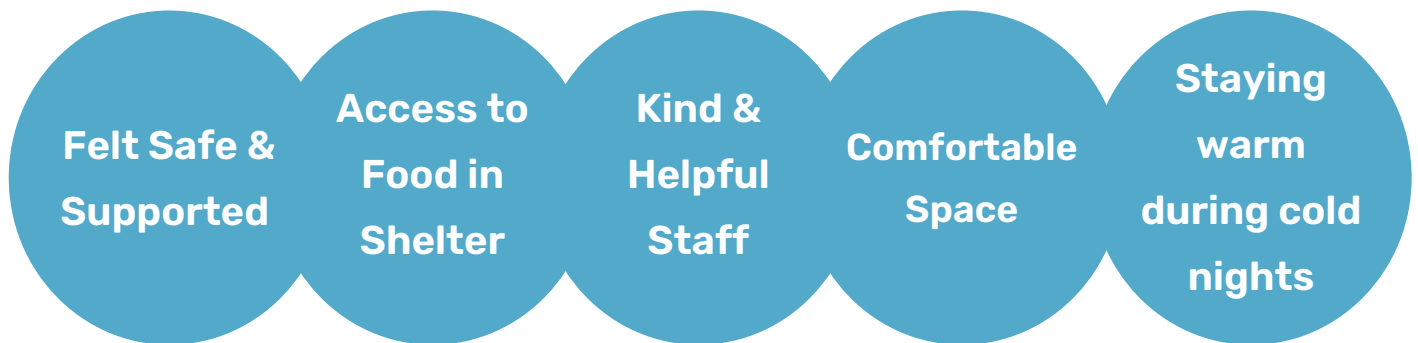 Felt Safe &
Supported
Access to
Food in
Shelter
Kind &
Helpful
Staff
Comfortable
Space
Staying
warm
during cold
nights